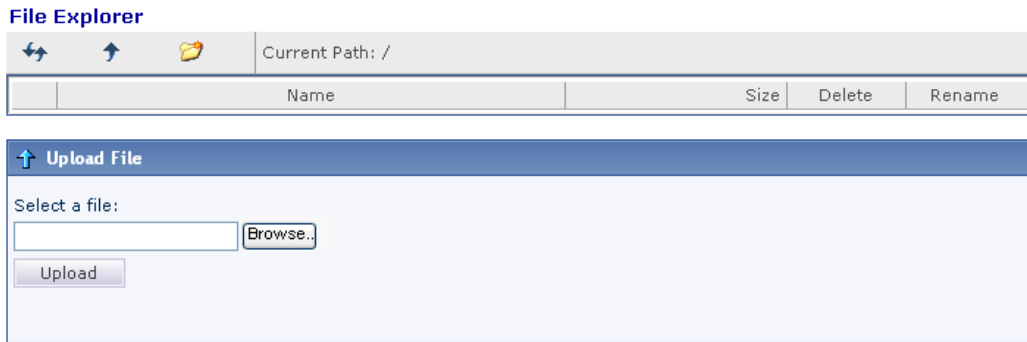 File Explorer
Current Path: /
Name Size Delete Rename
Upload File
Select a file:
Browse..
Upload